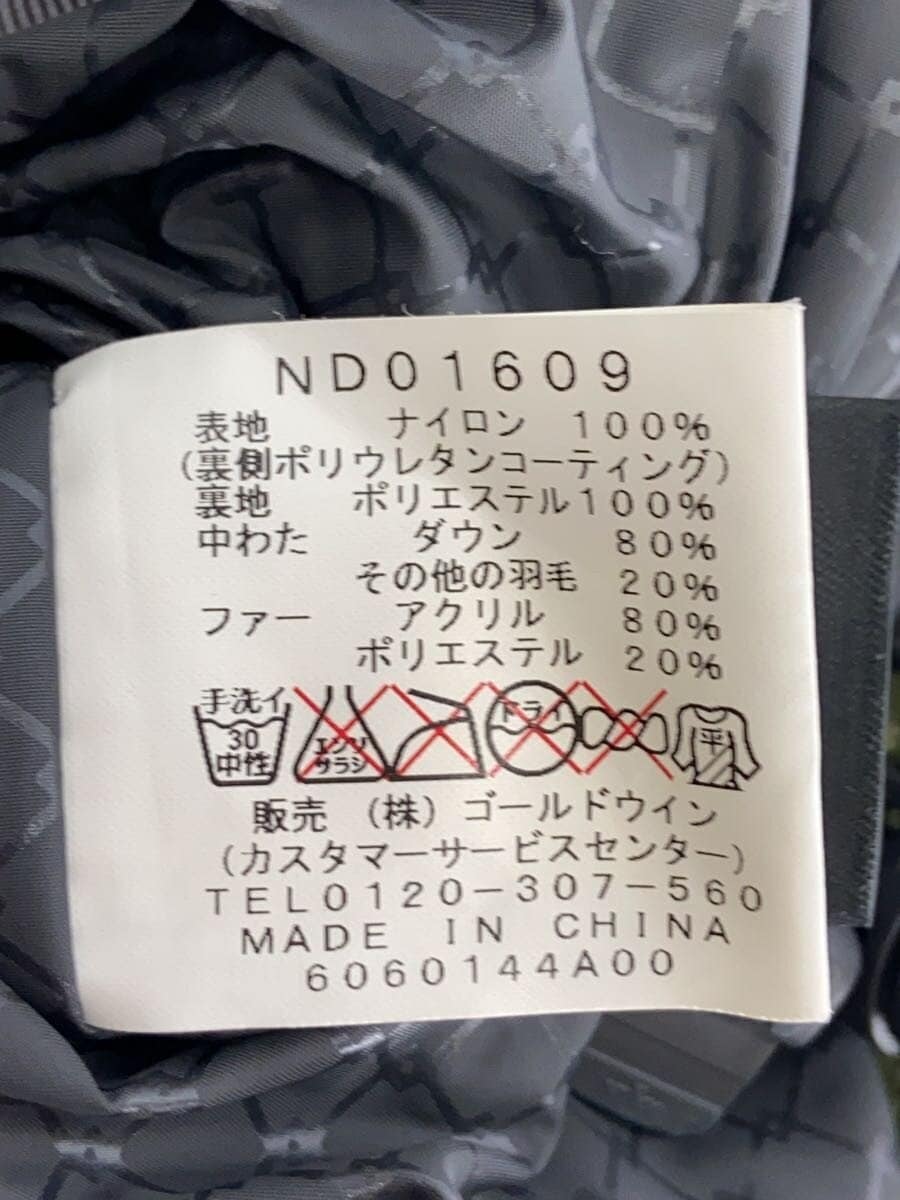 ND01609
表地 ナイロン 100%
(裏側ポリウレタンコーティング)
裏地 ポリエステル100%
中わた ダウン 80%
その他の羽毛 20%
ファー アクリル 80%
ポリエステル 20%
手洗イ
30
中性
エンソ
サラシ
ドライ
平
販売 (株)ゴールドウイン
(カスタマーサービスセンター)
TEL0120-307-560
MADE IN CHINA
6060144A00